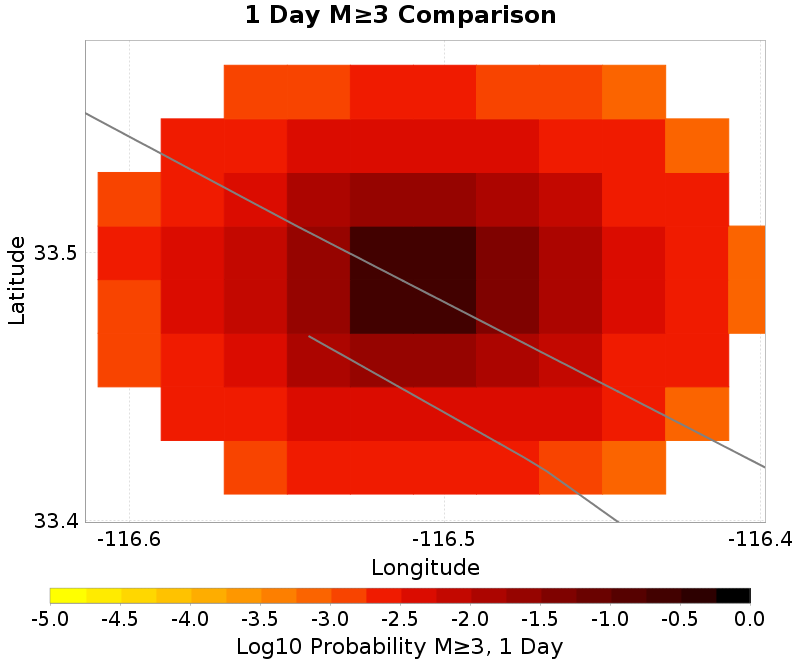 1 Day M≥3 Comparison
Latitude
33.5
33.4
-116.6 -116.5 -116.4
Longitude
-5.0 -4.5 -4.0 -3.5 -3.0 -2.5 -2.0 -1.5 -1.0 -0.5 0.0
Log10 Probability M≥3, 1 Day